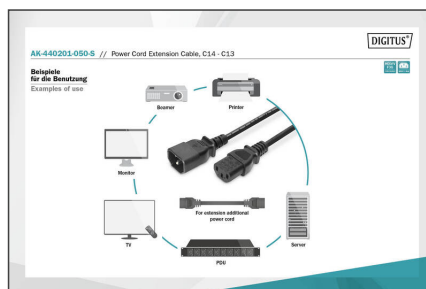 DIGITUS®
AK-440201-050-S // Power Cord Extension Cable, C14 - C13
Beispiele
für die Benutzung
Examples of use
Beamer
Printer
Monitor
For extension additional
power cord
TV
Server
PDU